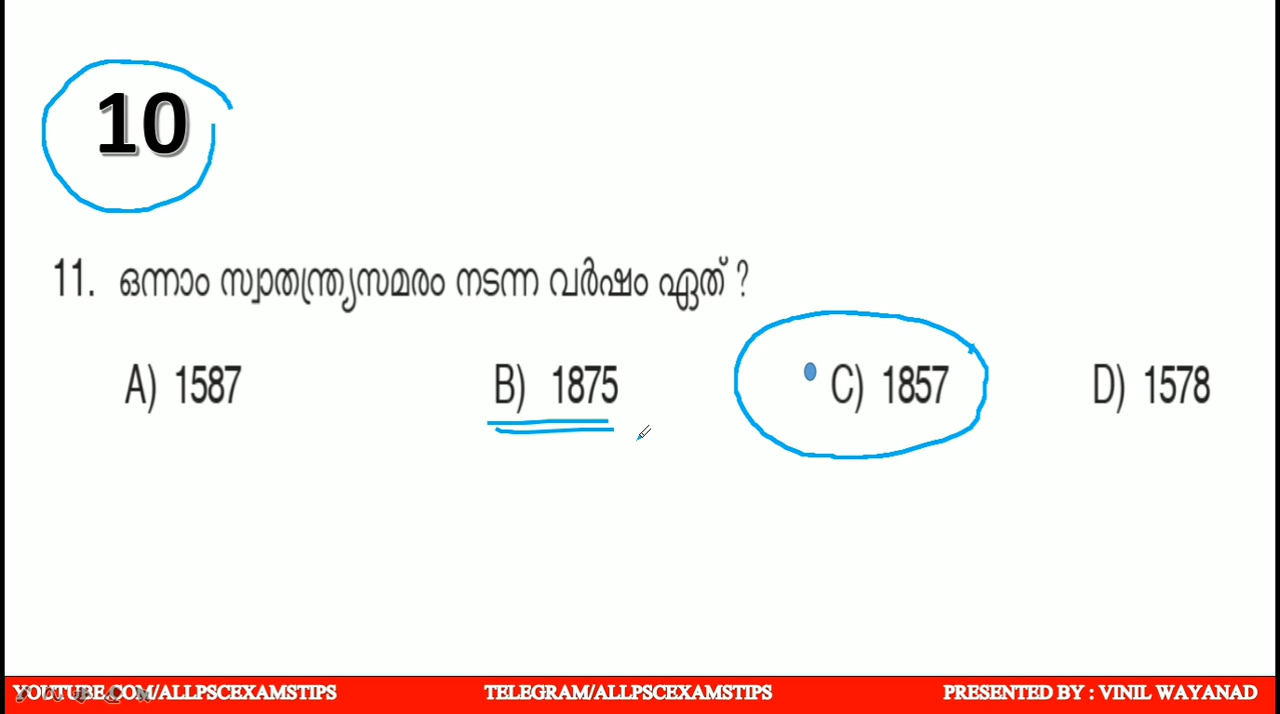 10
11. ഒന്നാം സ്വാതന്ത്ര്യസമരം നടന്ന വർഷം ഏത് ?
A) 1587 B) 1875 C) 1857 D) 1578
YOUTUBE.COM/ALLPSCEXAMSTIPS TELEGRAM/ALLPSCEXAMSTIPS PRESENTED BY : VINIL WAYANAD